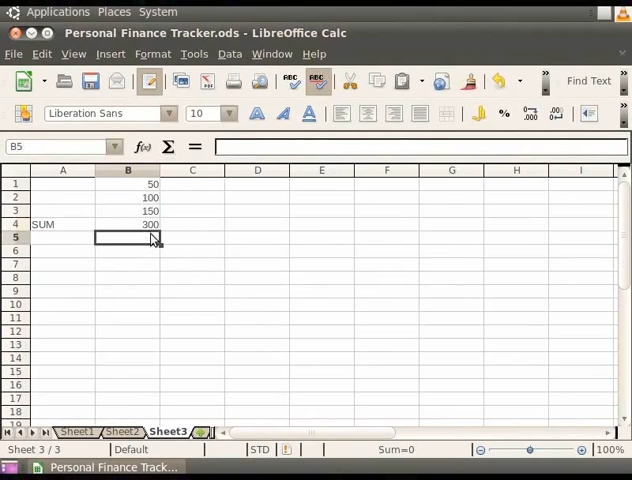 Applications Places System
Personal Finance Tracker.ods - LibreOffice Calc
File Edit View Insert Format Tools Data Window Help
ABC ABC Find Text
Liberation Sans 10 A A A % 
B5 f(x) Σ =
A B C D E F G H I
1 50
2 100
3 150
4 SUM 300
5
6
7
8
9
10
11
12
13
14
15
16
17
18
19
Sheet1 Sheet2 Sheet3
Sheet 3 / 3 Default STD Sum=0 100%
Personal Finance Track...